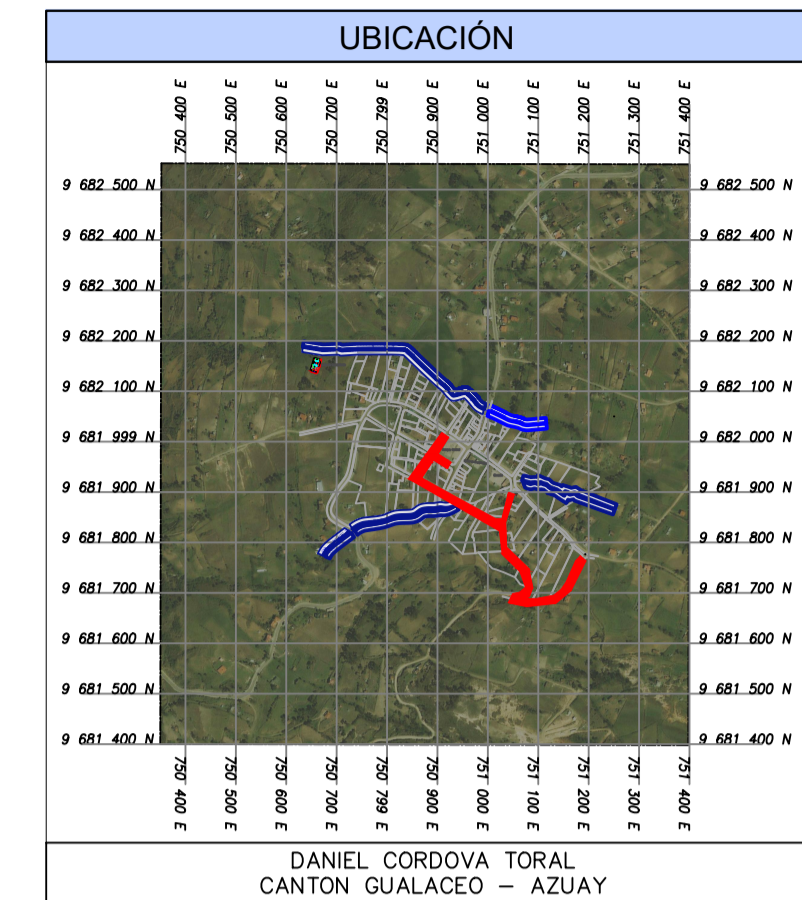 UBICACIÓN
750 400 E
750 500 E
750 600 E
750 700 E
750 799 E
750 900 E
751 000 E
751 100 E
751 200 E
751 300 E
751 400 E
9 682 500 N 9 682 500 N
9 682 400 N 9 682 400 N
9 682 300 N 9 682 300 N
9 682 200 N 9 682 200 N
9 682 100 N 9 682 100 N
9 681 999 N 9 682 000 N
9 681 900 N 9 681 900 N
9 681 800 N 9 681 800 N
9 681 700 N 9 681 700 N
9 681 600 N 9 681 600 N
9 681 500 N 9 681 500 N
9 681 400 N 9 681 400 N
750 400 E
750 500 E
750 600 E
750 700 E
750 799 E
750 900 E
751 000 E
751 100 E
751 200 E
751 300 E
751 400 E
DANIEL CORDOVA TORAL
CANTON GUALACEO – AZUAY